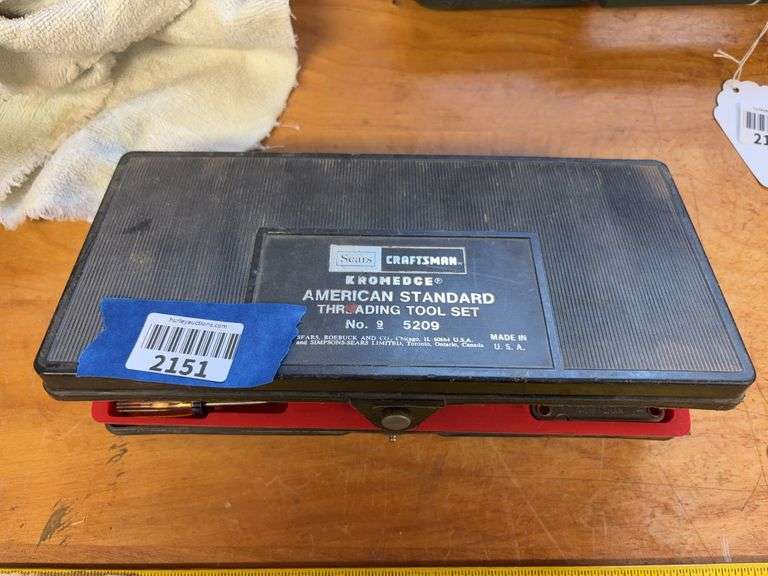 Sears CRAFTSMAN
KROMEDGE®
AMERICAN STANDARD
THREADING TOOL SET
No. 9 5209
SEARS, ROEBUCK AND CO., Chicago, IL 60684 U.S.A.
and SIMPSONS-SEARS LIMITED, Toronto, Ontario, Canada
MADE IN
U.S.A.
hurleyauctions.com
2151